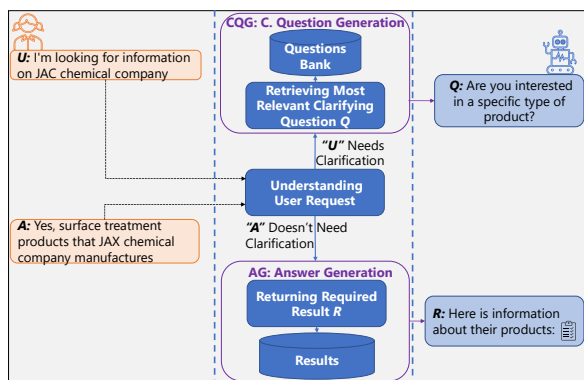 CQG: C. Question Generation
U: I'm looking for information
on JAC chemical company
Questions
Bank
Retrieving Most
Relevant Clarifying
Question Q
Q: Are you interested
in a specific type of
product?
"U" Needs
Clarification
Understanding
User Request
A: Yes, surface treatment
products that JAX chemical
company manufactures
"A" Doesn't Need
Clarification
AG: Answer Generation
Returning Required
Result R
R: Here is information
about their products:
Results